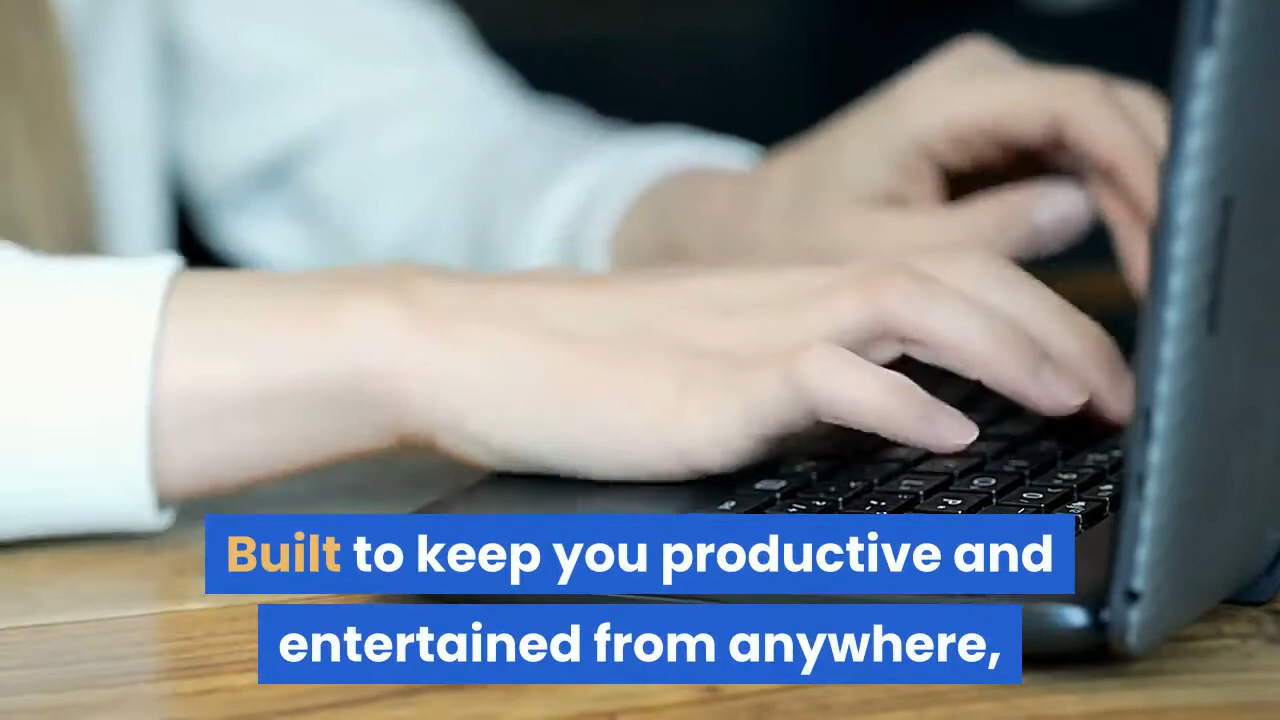 Built to keep you productive and
entertained from anywhere,